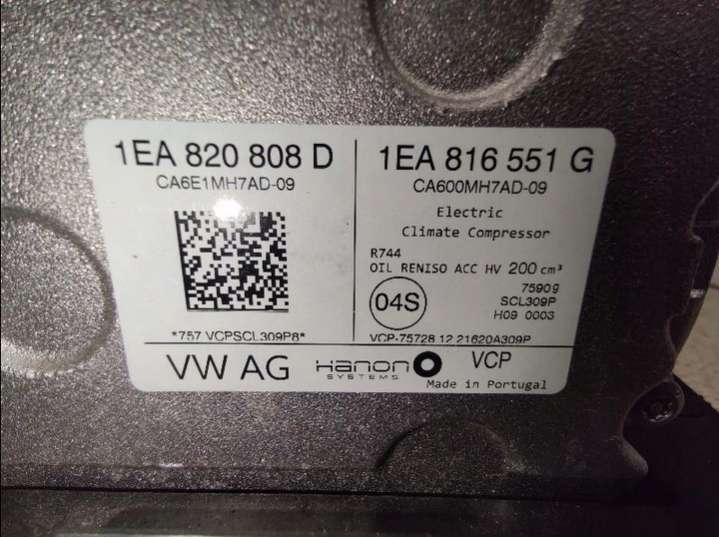 1EA 820 808 D
CA6E1MH7AD-09
*757 VCPSCL309P8*
1EA 816 551 G
CA600MH7AD-09
Electric
Climate Compressor
R744
OIL RENISO ACC HV 200 cm³
04S
75909
SCL309P
H09 0003
VCP-75728 12 21620A309P
VW AG
Hanon
SYSTEMS
VCP
Made in Portugal